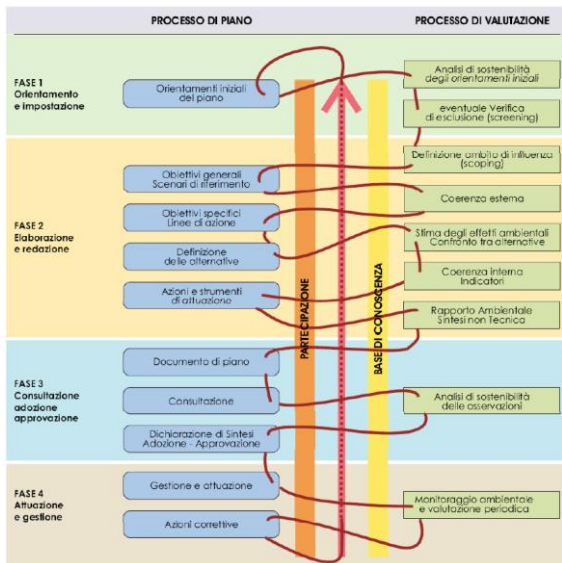 PROCESSO DI PIANO
PROCESSO DI VALUTAZIONE
FASE 1
Orientamento
e impostazione
Orientamenti iniziali
del piano
Analisi di sostenibilità
degli orientamenti iniziali
eventuale Verifica
di esclusione (screening)
FASE 2
Elaborazione
e redazione
Definizione ambito di influenza
(scoping)
Obiettivi generali
Scenari di riferimento
Coerenza esterna
Obiettivi specifici
Linee di azione
Stima degli effetti ambientali
Confronto tra alternative
Definizione
delle alternative
Coerenza interna
Indicatori
Azioni e strumenti
di attuazione
Rapporto Ambientale
Sintesi non Tecnica
PARTECIPAZIONE
BASE DI CONOSCENZA
FASE 3
Consultazione
adozione
approvazione
Documento di piano
Consultazione
Analisi di sostenibilità
delle osservazioni
Dichiarazione di Sintesi
Adozione - Approvazione
FASE 4
Attuazione
e gestione
Gestione e attuazione
Monitoraggio ambientale
e valutazione periodica
Azioni correttive